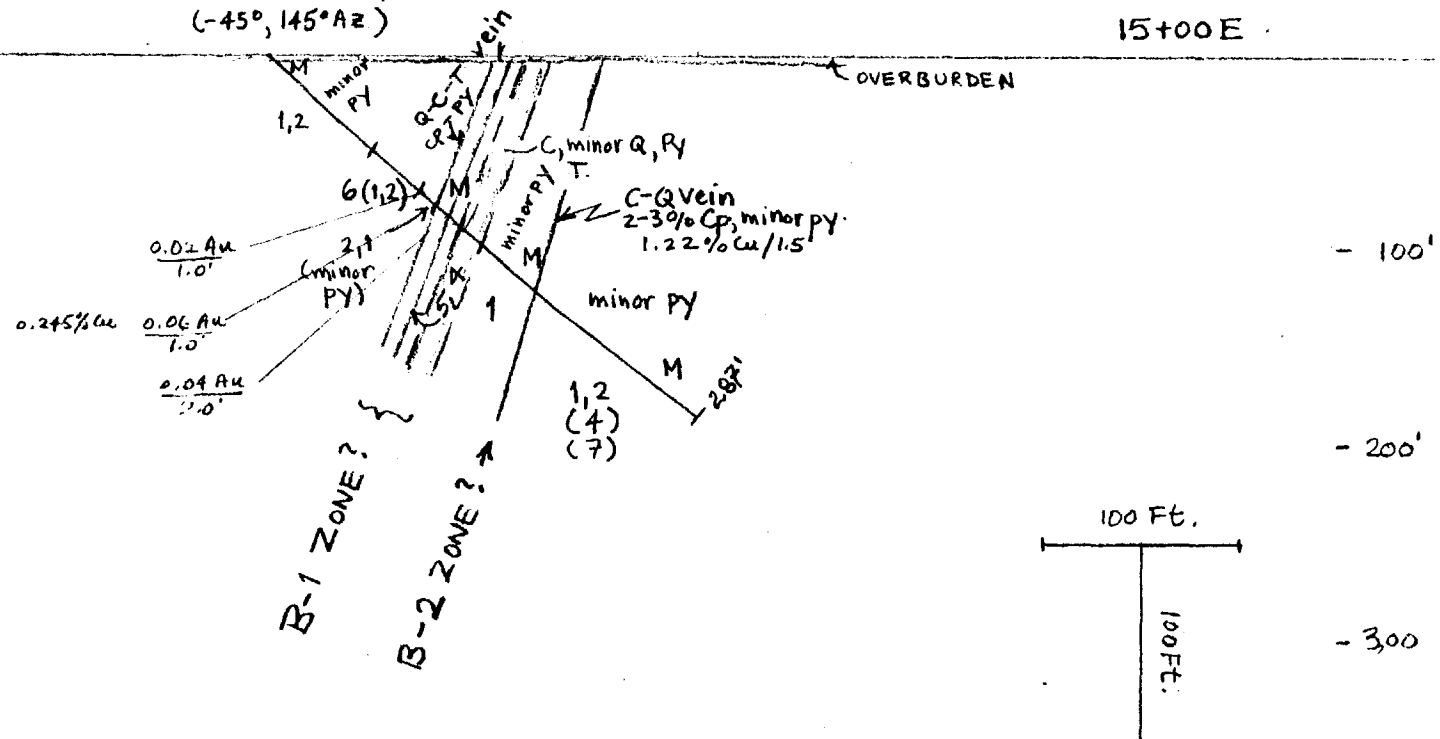 (-45°, 145°Az)
15+00E
vein
OVERBURDEN
M
minor
PY
1,2
Q-C-T
PY
C, minor Q, Py
T.
6(1,2)
M
minor PY
M
C-Q vein
2-3% Cp, minor py.
1.22% Cu/1.5'
- 100'
0.02 Au
1.0'
2,1
(minor
PY)
1
minor PY
0.245% Cu
0.06 Au
1.0'
0.04 Au
M
287'
1,2
(4)
(7)
- 200'
B-1 ZONE?
B-2 ZONE?
100 Ft.
100 Ft.
- 300